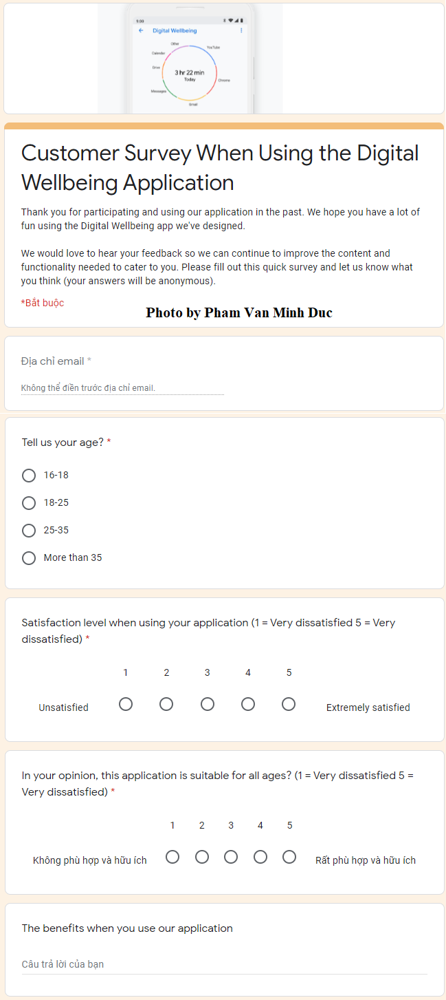 5:00
Digital Wellbeing
Other
YouTube
Calendar
Drive
3 hr 22 min
Today
Chrome
Messages
Gmail
Customer Survey When Using the Digital
Wellbeing Application
Thank you for participating and using our application in the past. We hope you have a lot of
fun using the Digital Wellbeing app we've designed.
We would love to hear your feedback so we can continue to improve the content and
functionality needed to cater to you. Please fill out this quick survey and let us know what
you think (your answers will be anonymous).
*Bắt buộc
Photo by Pham Van Minh Duc
Địa chỉ email *
Không thể điền trước địa chỉ email.
Tell us your age? *
16-18
18-25
25-35
More than 35
Satisfaction level when using your application (1 = Very dissatisfied 5 = Very
dissatisfied) *
1 2 3 4 5
Unsatisfied Extremely satisfied
In your opinion, this application is suitable for all ages? (1 = Very dissatisfied 5 =
Very dissatisfied) *
1 2 3 4 5
Không phù hợp và hữu ích Rất phù hợp và hữu ích
The benefits when you use our application
Câu trả lời của bạn